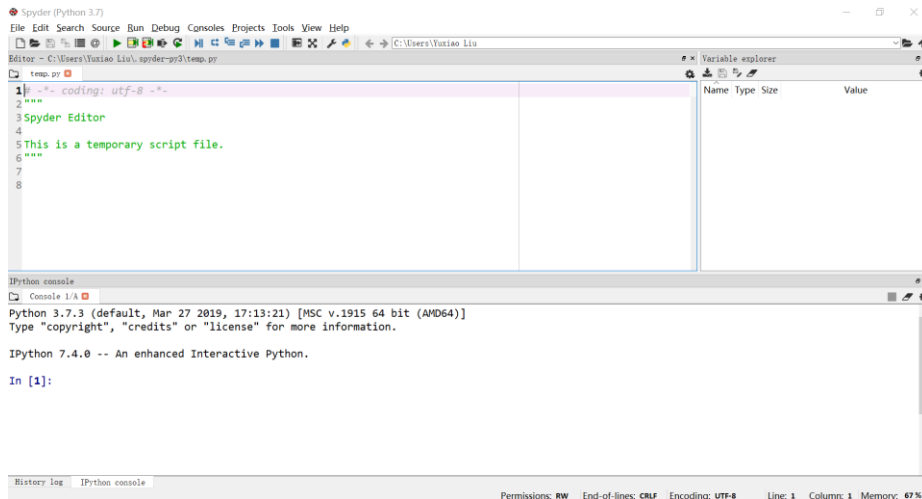 Spyder (Python 3.7)
File Edit Search Source Run Debug Consoles Projects Tools View Help
C:\Users\Yuxiao Liu
Editor - C:\Users\Yuxiao Liu\.spyder-py3\temp.py
Variable explorer
temp.py
Name Type Size Value
1 # -*- coding: utf-8 -*-
2 """
3 Spyder Editor
4
5 This is a temporary script file.
6 """
7
8
IPython console
Console 1/A
Python 3.7.3 (default, Mar 27 2019, 17:13:21) [MSC v.1915 64 bit (AMD64)]
Type "copyright", "credits" or "license" for more information.
IPython 7.4.0 -- An enhanced Interactive Python.
In [1]:
History log IPython console
Permissions: RW End-of-lines: CRLF Encoding: UTF-8 Line: 1 Column: 1 Memory: 67 %